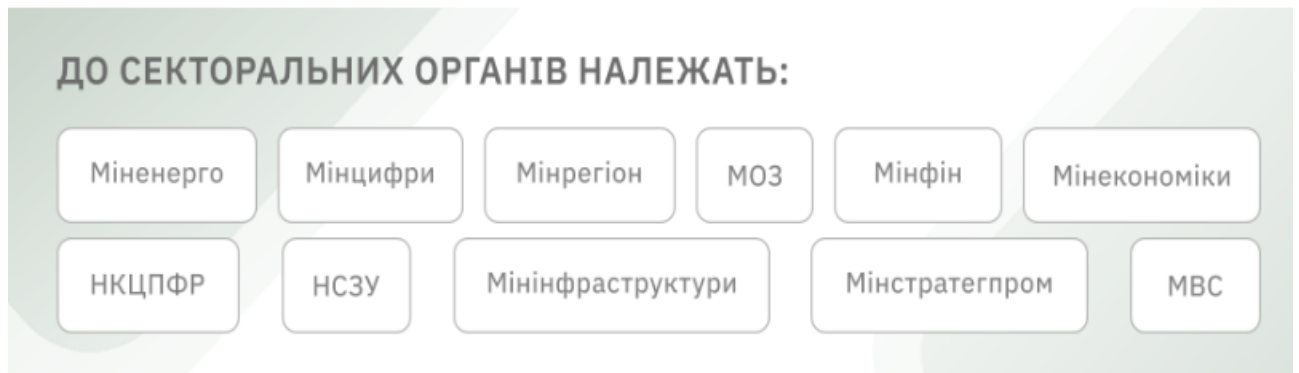 ДО СЕКТОРАЛЬНИХ ОРГАНІВ НАЛЕЖАТЬ:
Міненерго Мінцифри Мінрегіон МОЗ Мінфін Мінекономіки
НКЦПФР НСЗУ Мінінфраструктури Мінстратегпром МВС